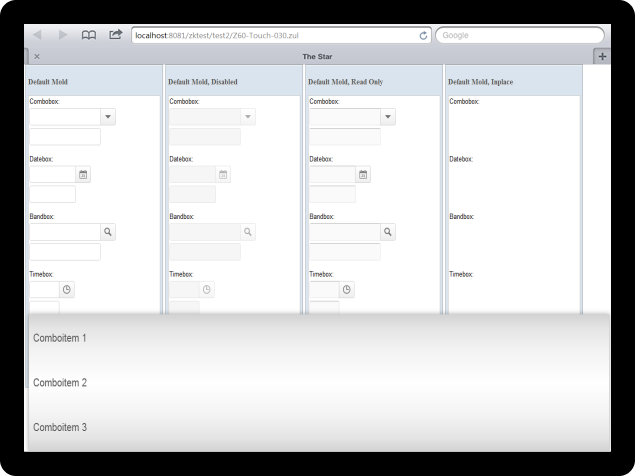 localhost:8081/zktest/test2/Z60-Touch-030.zul
Google
The Star
Default Mold
Default Mold, Disabled
Default Mold, Read Only
Default Mold, Inplace
Combobox:
Combobox:
Combobox:
Combobox:
Datebox:
Datebox:
Datebox:
Datebox:
Bandbox:
Bandbox:
Bandbox:
Bandbox:
Timebox:
Timebox:
Timebox:
Timebox:
Comboitem 1
Comboitem 2
Comboitem 3